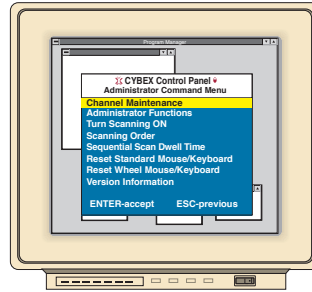 Program Manager
CYBEX Control Panel
Administrator Command Menu
Channel Maintenance
Administrator Functions
Turn Scanning ON
Scanning Order
Sequential Scan Dwell Time
Reset Standard Mouse/Keyboard
Reset Wheel Mouse/Keyboard
Version Information
ENTER-accept ESC-previous